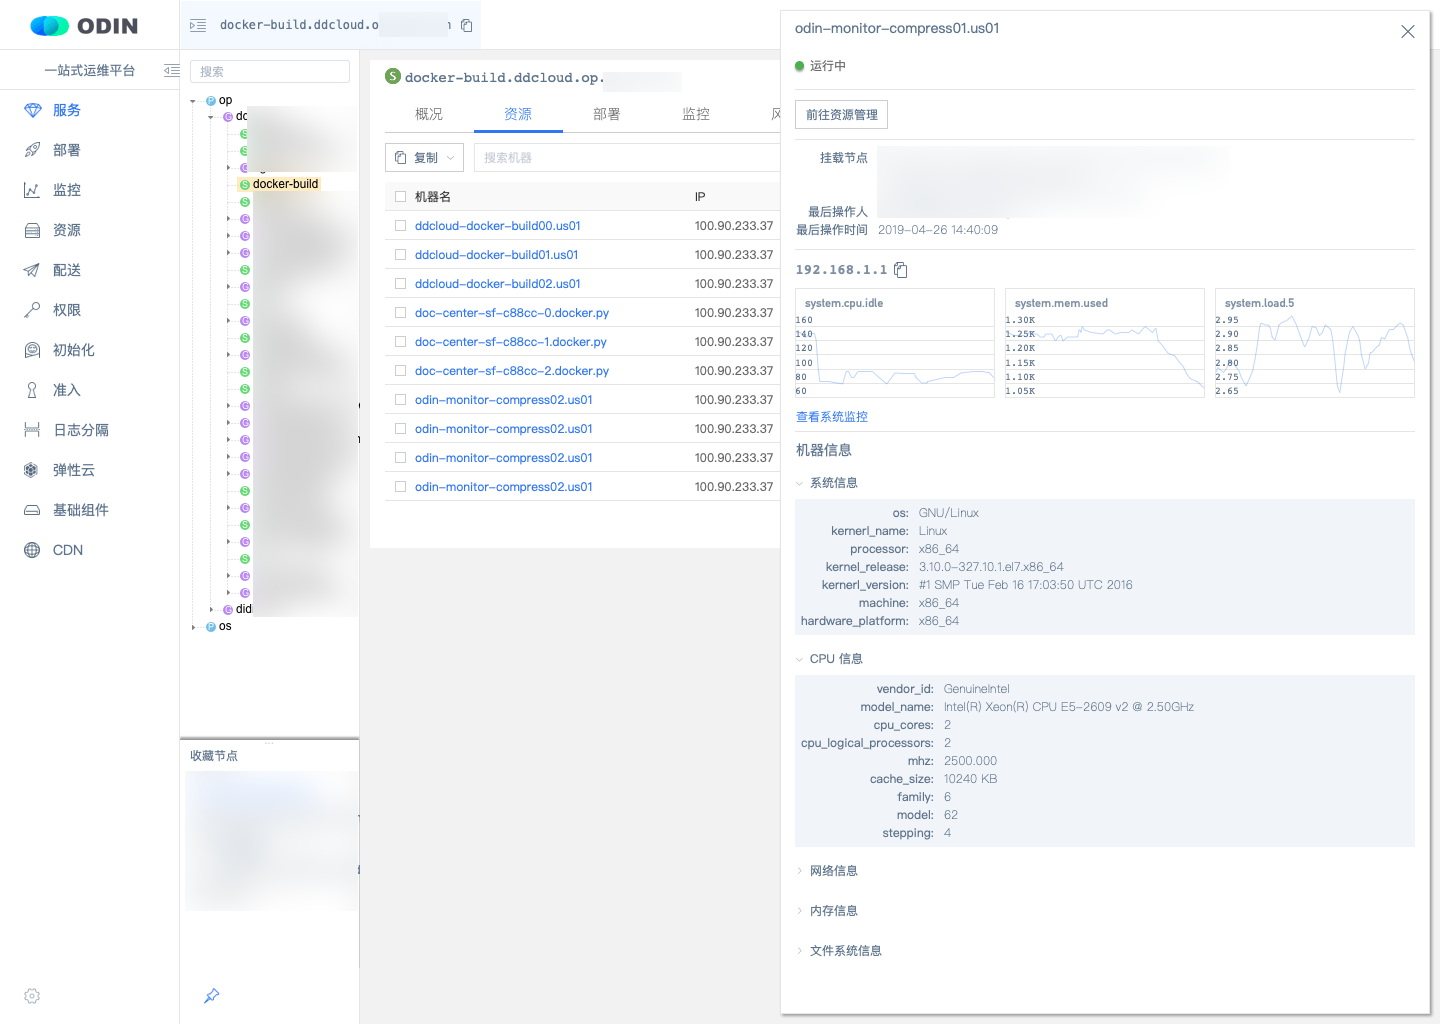 ODIN
一站式运维平台
服务
部署
监控
资源
配送
权限
初始化
准入
日志分隔
弹性云
基础组件
CDN
docker-build.ddcloud.o
搜索
op
dc
docker-build
did
os
收藏节点
docker-build.ddcloud.op.
概况
资源
部署
监控
复制
搜索机器
机器名 IP
ddcloud-docker-build00.us01 100.90.233.37
ddcloud-docker-build01.us01 100.90.233.37
ddcloud-docker-build02.us01 100.90.233.37
doc-center-sf-c88cc-0.docker.py 100.90.233.37
doc-center-sf-c88cc-1.docker.py 100.90.233.37
doc-center-sf-c88cc-2.docker.py 100.90.233.37
odin-monitor-compress02.us01 100.90.233.37
odin-monitor-compress02.us01 100.90.233.37
odin-monitor-compress02.us01 100.90.233.37
odin-monitor-compress02.us01 100.90.233.37
odin-monitor-compress01.us01
运行中
前往资源管理
挂载节点
最后操作人
最后操作时间 2019-04-26 14:40:09
192.168.1.1
system.cpu.idle
160
140
120
100
80
60
system.mem.used
1.30K
1.25K
1.20K
1.15K
1.10K
1.05K
system.load.5
2.95
2.90
2.85
2.80
2.75
2.65
查看系统监控
机器信息
系统信息
os: GNU/Linux
kernerl_name: Linux
processor: x86_64
kernel_release: 3.10.0-327.10.1.el7.x86_64
kernerl_version: #1 SMP Tue Feb 16 17:03:50 UTC 2016
machine: x86_64
hardware_platform: x86_64
CPU 信息
vendor_id: GenuineIntel
model_name: Intel(R) Xeon(R) CPU E5-2609 v2 @ 2.50GHz
cpu_cores: 2
cpu_logical_processors: 2
mhz: 2500.000
cache_size: 10240 KB
family: 6
model: 62
stepping: 4
网络信息
内存信息
文件系统信息